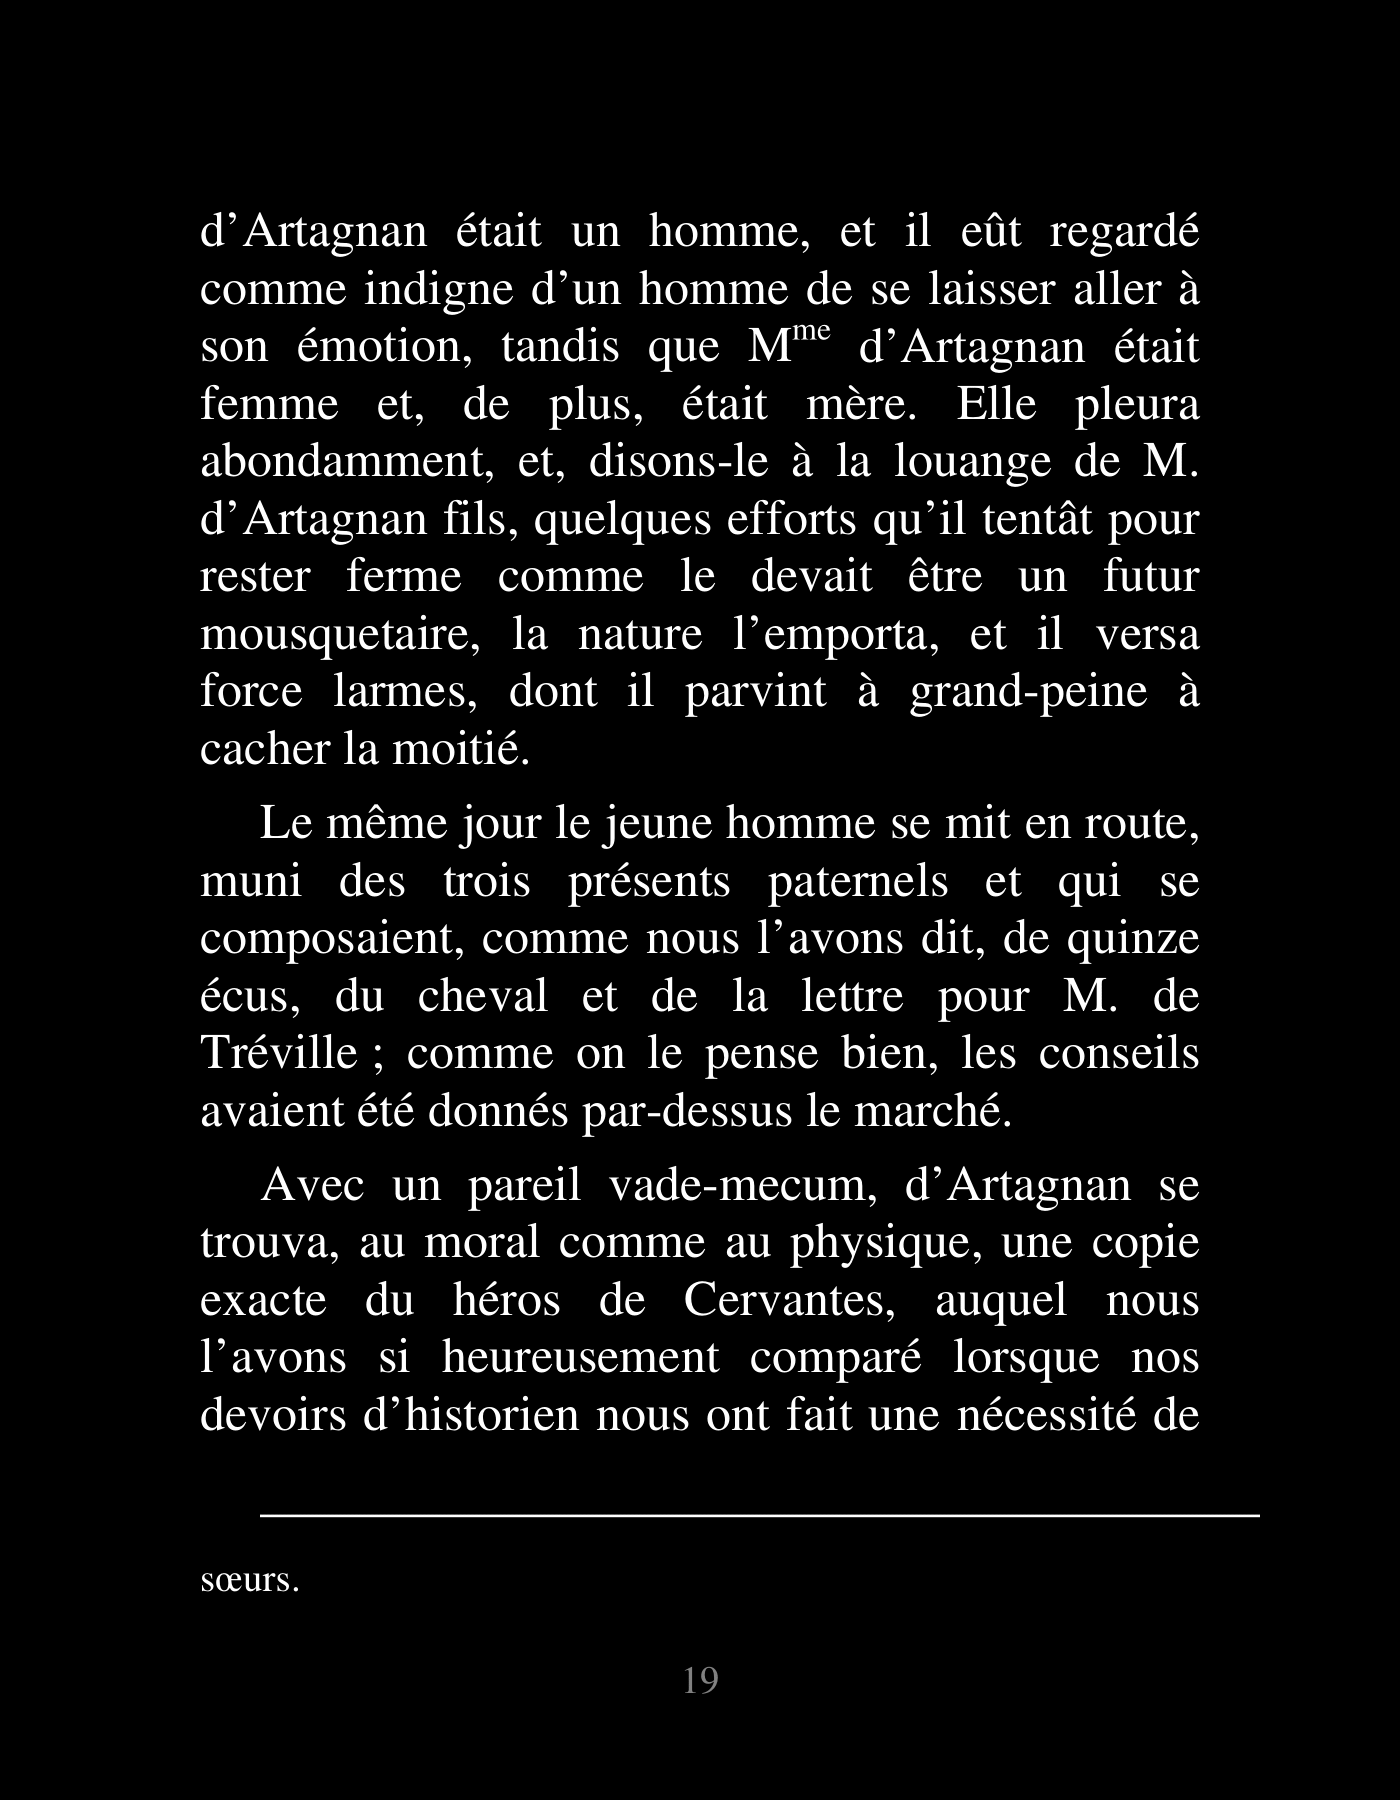 d’Artagnan était un homme, et il eût regardé
comme indigne d’un homme de se laisser aller à
son émotion, tandis que Mme d’Artagnan était
femme et, de plus, était mère. Elle pleura
abondamment, et, disons-le à la louange de M.
d’Artagnan fils, quelques efforts qu’il tentât pour
rester ferme comme le devait être un futur
mousquetaire, la nature l’emporta, et il versa
force larmes, dont il parvint à grand-peine à
cacher la moitié.
Le même jour le jeune homme se mit en route,
muni des trois présents paternels et qui se
composaient, comme nous l’avons dit, de quinze
écus, du cheval et de la lettre pour M. de
Tréville ; comme on le pense bien, les conseils
avaient été donnés par-dessus le marché.
Avec un pareil vade-mecum, d’Artagnan se
trouva, au moral comme au physique, une copie
exacte du héros de Cervantes, auquel nous
l’avons si heureusement comparé lorsque nos
devoirs d’historien nous ont fait une nécessité de
sœurs.
19